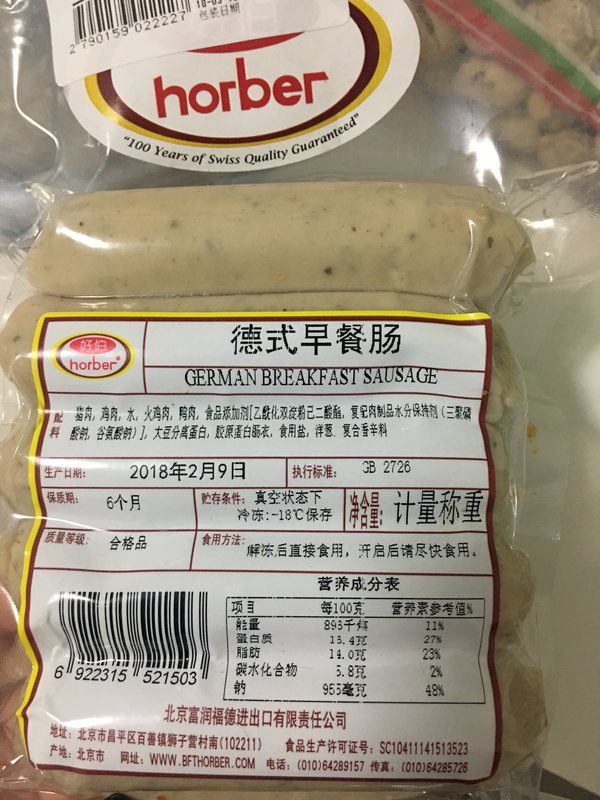 2 790159 022227
包装日期
horber
"100 Years of Swiss Quality Guaranteed"
好伯
horber
德式早餐肠
GERMAN BREAKFAST SAUSAGE
配料
猪肉, 鸡肉, 水, 火鸡肉, 鸭肉, 食品添加剂[乙酰化双淀粉己二酸酯, 复配肉制品水分保持剂 (三聚磷
酸钠, 谷氨酸钠) ], 大豆分离蛋白, 胶原蛋白肠衣, 食用盐, 洋葱, 复合香辛料
生产日期: 2018年2月9日 执行标准: GB 2726
保质期: 6个月 贮存条件: 真空状态下 冷冻:-18℃保存 净含量: 计量称重
质量等级: 合格品 食用方法: 解冻后直接食用, 开启后请尽快食用。
营养成分表
项目 每100克 营养素参考值%
能量 893千焦 11%
蛋白质 16.4克 27%
脂肪 14.0克 23%
碳水化合物 5.8克 2%
钠 955毫克 48%
6 922315 521503
北京富润福德进出口有限责任公司
地址: 北京市昌平区百善镇狮子营村南(102211) 食品生产许可证号: SC10411141513523
产地: 北京市 网址: WWW.BFTHORBER.COM 电话: (010)64289157 传真: (010)64285726